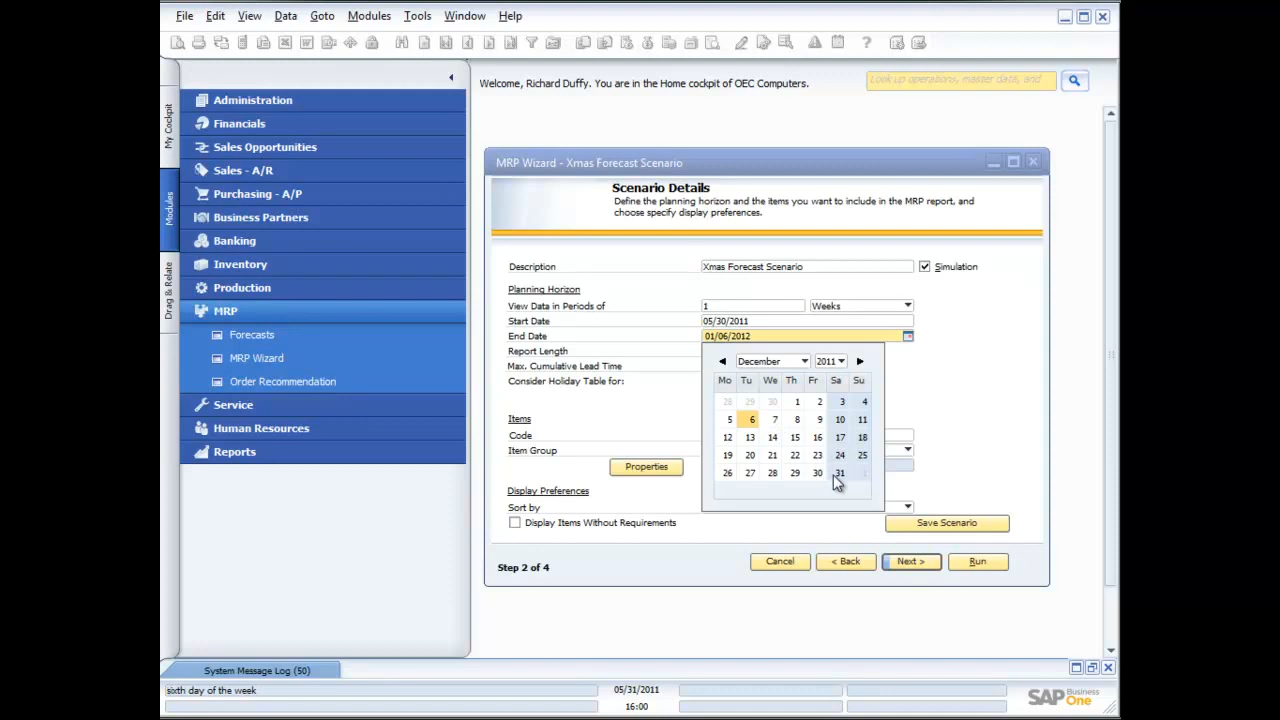 File Edit View Data Goto Modules Tools Window Help
Welcome, Richard Duffy. You are in the Home cockpit of OEC Computers.
Look up operations, master data, and
My Cockpit
Modules
Drag & Relate
Administration
Financials
Sales Opportunities
Sales - A/R
Purchasing - A/P
Business Partners
Banking
Inventory
Production
MRP
Forecasts
MRP Wizard
Order Recommendation
Service
Human Resources
Reports
MRP Wizard - Xmas Forecast Scenario
Scenario Details
Define the planning horizon and the items you want to include in the MRP report, and
choose specify display preferences.
Description Xmas Forecast Scenario Simulation
Planning Horizon
View Data in Periods of 1 Weeks
Start Date 05/30/2011
End Date 01/06/2012
Report Length
Max. Cumulative Lead Time
Consider Holiday Table for:
December 2011
Mo Tu We Th Fr Sa Su
28 29 30 1 2 3 4
5 6 7 8 9 10 11
12 13 14 15 16 17 18
19 20 21 22 23 24 25
26 27 28 29 30 31 1
Items
Code
Item Group
Properties
Display Preferences
Sort by
Display Items Without Requirements
Save Scenario
Step 2 of 4
Cancel < Back Next > Run
System Message Log (50)
sixth day of the week 05/31/2011
16:00
SAP Business One